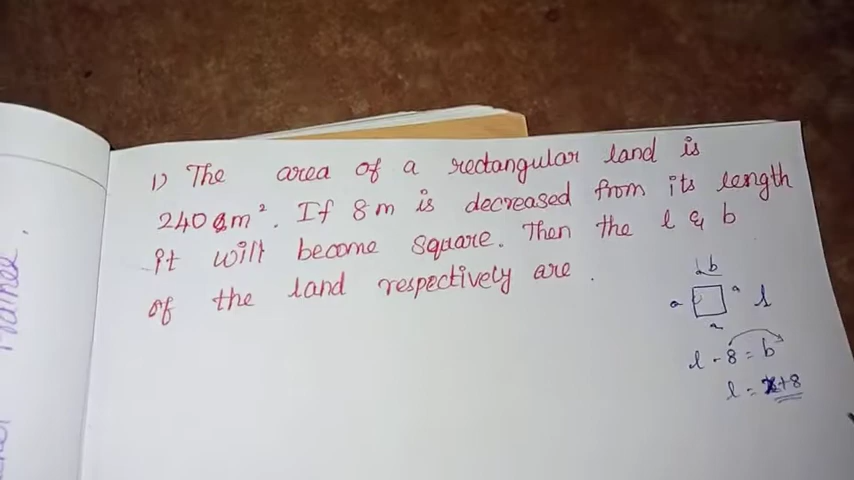 1) The area of a rectangular land is
240 m². If 8 m is decreased from its length
it will become square. Then the l & b
of the land respectively are.
b
a a l
a
l - 8 = b
l = x+8